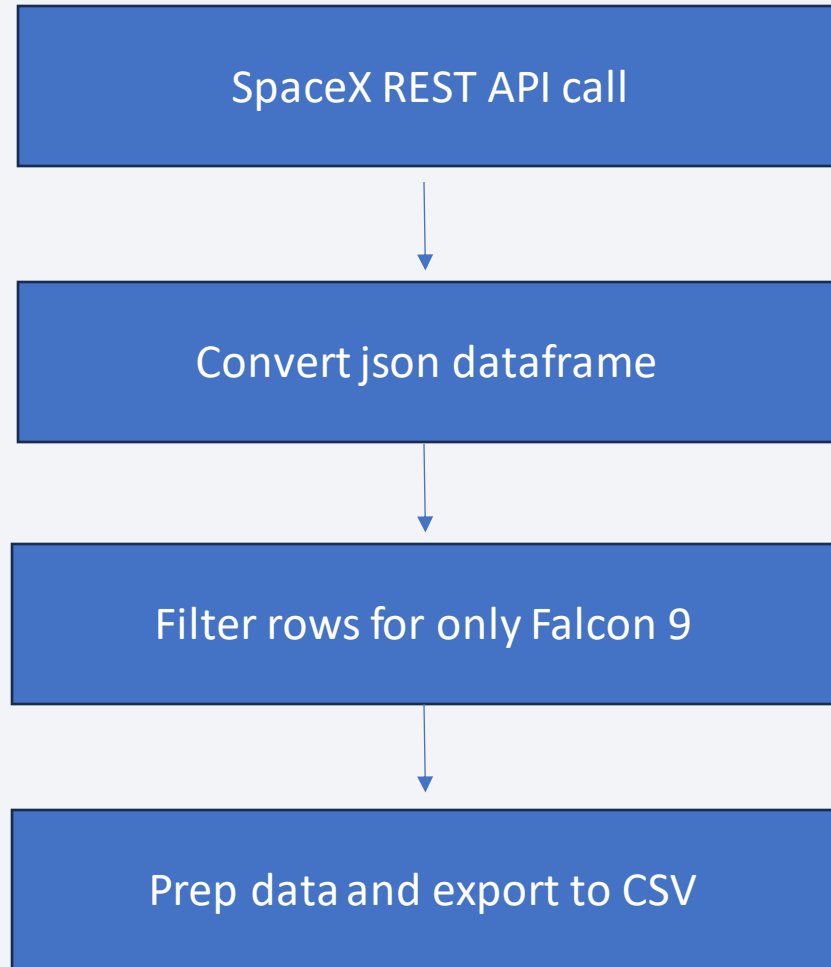 SpaceX REST API call
Convert json dataframe
Filter rows for only Falcon 9
Prep data and export to CSV